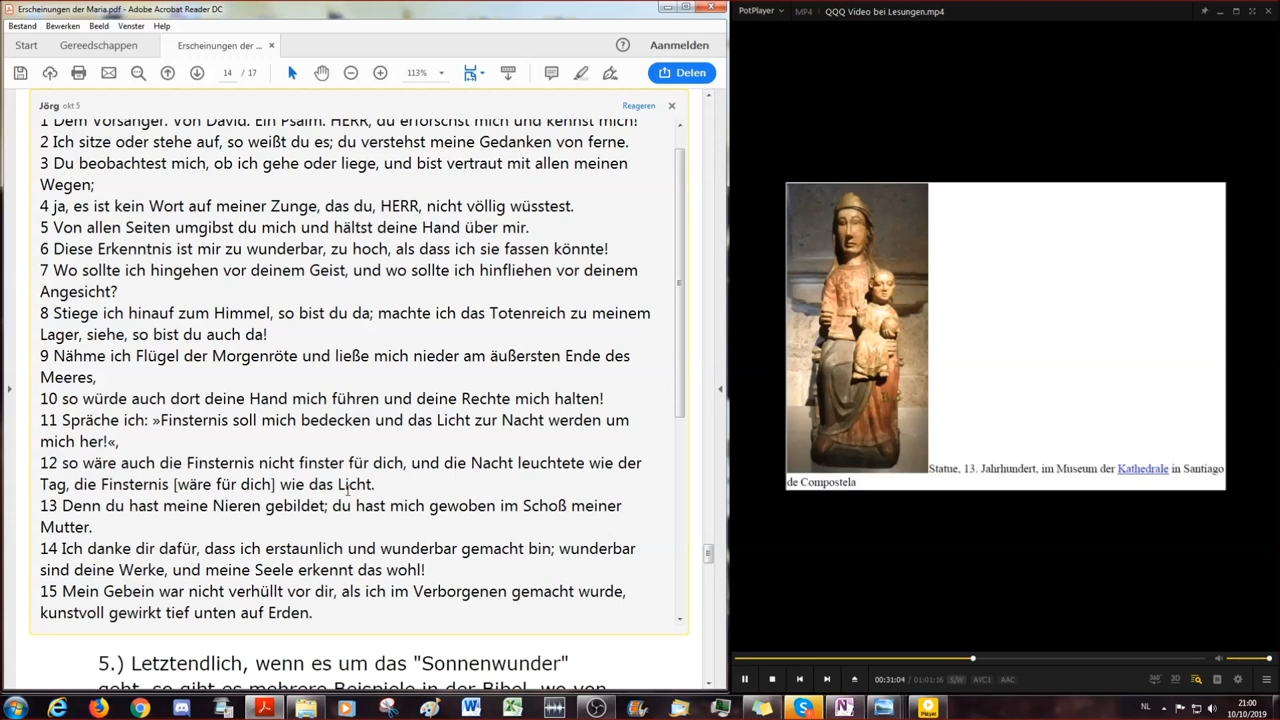 Erscheinungen der Maria.pdf - Adobe Acrobat Reader DC
Bestand Bewerken Beeld Venster Help
Start Gereedschappen Erscheinungen der ... × Aanmelden
14 / 17 113% Delen
Jörg okt 5 Reageren
1 Dem Vorsänger. Von David. Ein Psalm. HERR, du erforschst mich und kennst mich!
2 Ich sitze oder stehe auf, so weißt du es; du verstehst meine Gedanken von ferne.
3 Du beobachtest mich, ob ich gehe oder liege, und bist vertraut mit allen meinen
Wegen;
4 ja, es ist kein Wort auf meiner Zunge, das du, HERR, nicht völlig wüsstest.
5 Von allen Seiten umgibst du mich und hältst deine Hand über mir.
6 Diese Erkenntnis ist mir zu wunderbar, zu hoch, als dass ich sie fassen könnte!
7 Wo sollte ich hingehen vor deinem Geist, und wo sollte ich hinfliehen vor deinem
Angesicht?
8 Stiege ich hinauf zum Himmel, so bist du da; machte ich das Totenreich zu meinem
Lager, siehe, so bist du auch da!
9 Nähme ich Flügel der Morgenröte und ließe mich nieder am äußersten Ende des
Meeres,
10 so würde auch dort deine Hand mich führen und deine Rechte mich halten!
11 Spräche ich: »Finsternis soll mich bedecken und das Licht zur Nacht werden um
mich her!«,
12 so wäre auch die Finsternis nicht finster für dich, und die Nacht leuchtete wie der
Tag, die Finsternis [wäre für dich] wie das Licht.
13 Denn du hast meine Nieren gebildet; du hast mich gewoben im Schoß meiner
Mutter.
14 Ich danke dir dafür, dass ich erstaunlich und wunderbar gemacht bin; wunderbar
sind deine Werke, und meine Seele erkennt das wohl!
15 Mein Gebein war nicht verhüllt vor dir, als ich im Verborgenen gemacht wurde,
kunstvoll gewirkt tief unten auf Erden.
5.) Letztendlich, wenn es um das "Sonnenwunder"
geht, so gibt es mehrere Beispiele in der Bibel, wo von
PotPlayer MP4 QQQ Video bei Lesungen.mp4
Statue, 13. Jahrhundert, im Museum der Kathedrale in Santiago
de Compostela
00:31:04 / 01:01:16 S/W AVC1 AAC
NL 21:00
10/10/2019